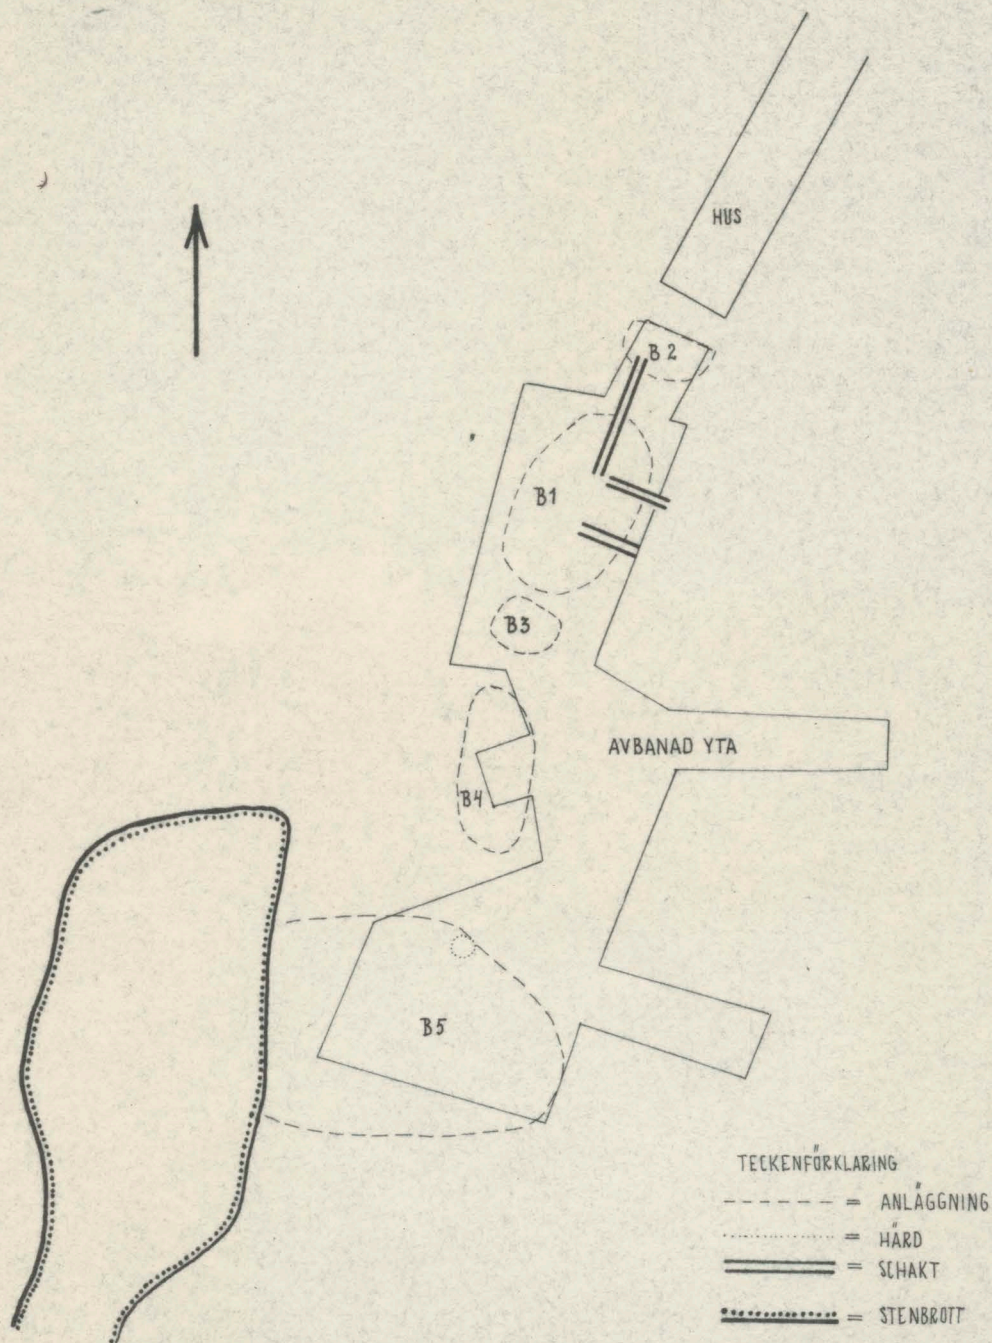 HUS
B 2
B1
B3
AVBANAD YTA
B4
B5
TECKENFÖRKLARING
= ANLÄGGNING
= HÄRD
= SCHAKT
= STENBROTT